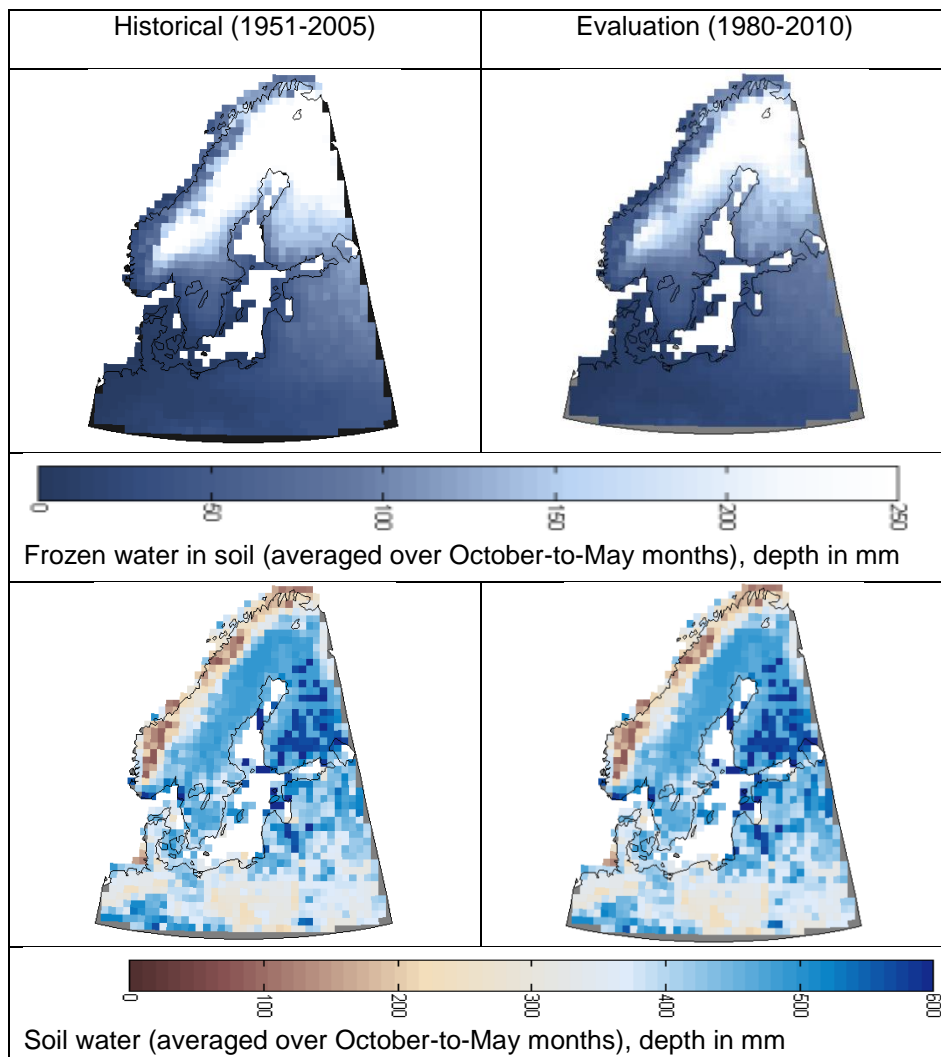 Historical (1951-2005)
Evaluation (1980-2010)
0 50 100 150 200 250
Frozen water in soil (averaged over October-to-May months), depth in mm
0 100 200 300 400 500 600
Soil water (averaged over October-to-May months), depth in mm